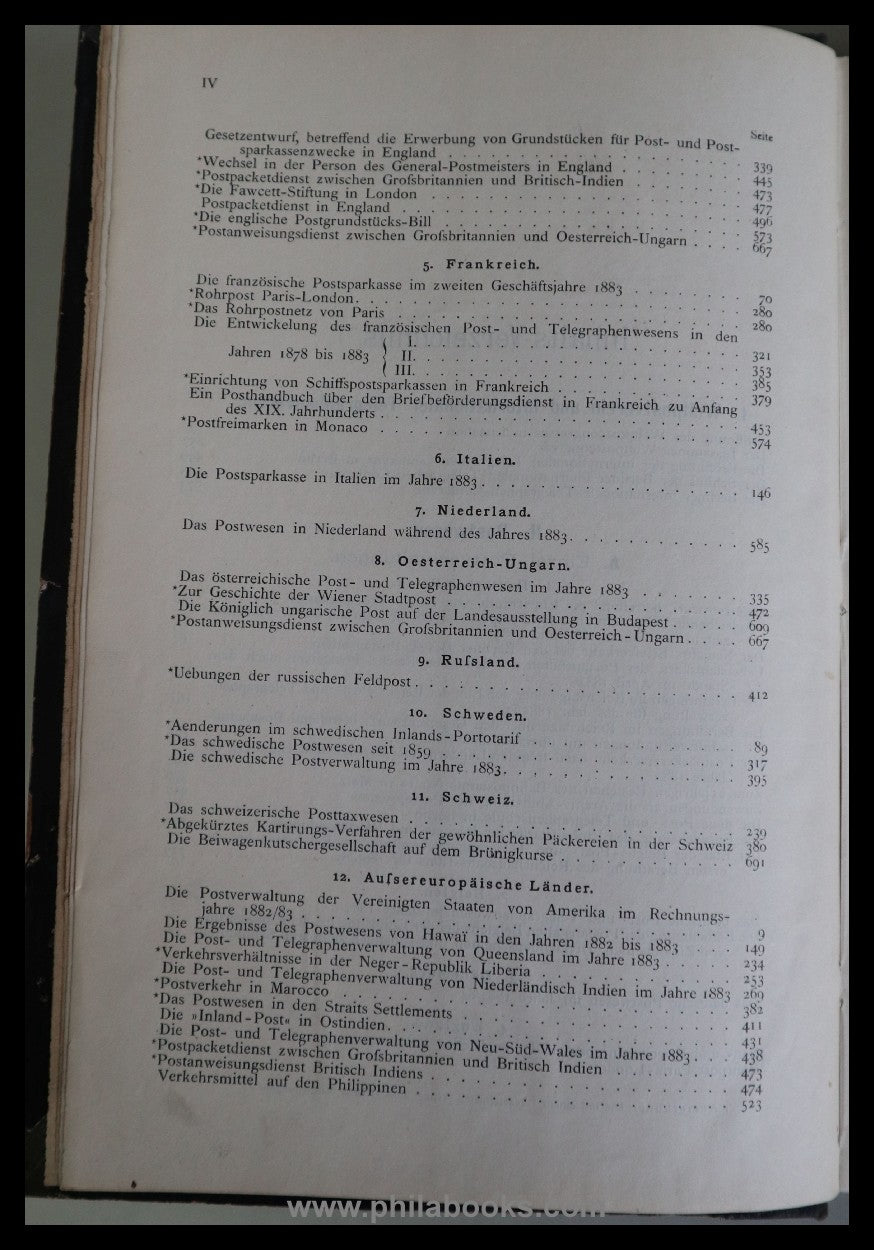 IV
Seite
Gesetzentwurf, betreffend die Erwerbung von Grundstücken für Post- und Post-
sparkassenzwecke in England . . . . . . . . . . . . . . . . . . . . 339
*Wechsel in der Person des General-Postmeisters in England . . . . . . . 445
*Postpacketdienst zwischen Grofsbritannien und Britisch-Indien . . . . . . 473
*Die Fawcett-Stiftung in London . . . . . . . . . . . . . . . . . . . . 477
Postpacketdienst in England . . . . . . . . . . . . . . . . . . . . . . 496
*Die englische Postgrundstücks-Bill . . . . . . . . . . . . . . . . . . . 573
*Postanweisungsdienst zwischen Grofsbritannien und Oesterreich-Ungarn . . . . 667
5. Frankreich.
Die französische Postsparkasse im zweiten Geschäftsjahre 1883 . . . . . . . 70
*Rohrpost Paris-London. . . . . . . . . . . . . . . . . . . . . . . . . 280
*Das Rohrpostnetz von Paris . . . . . . . . . . . . . . . . . . . . . . 280
Die Entwickelung des französischen Post- und Telegraphenwesens in den
Jahren 1878 bis 1883 { I. . . . . . . . . . . . . . . . . . . . . . . 321
II. . . . . . . . . . . . . . . . . . . . . . . 353
III. . . . . . . . . . . . . . . . . . . . . . . 385
*Einrichtung von Schiffspostsparkassen in Frankreich . . . . . . . . . . . 379
Ein Posthandbuch über den Briefbeförderungsdienst in Frankreich zu Anfang
des XIX. Jahrhunderts . . . . . . . . . . . . . . . . . . . . . . . 453
*Postfreimarken in Monaco . . . . . . . . . . . . . . . . . . . . . . . 574
6. Italien.
Die Postsparkasse in Italien im Jahre 1883. . . . . . . . . . . . . . . . 146
7. Niederland.
Das Postwesen in Niederland während des Jahres 1883. . . . . . . . . . . . 585
8. Oesterreich-Ungarn.
Das österreichische Post- und Telegraphenwesen im Jahre 1883 . . . . . . . 335
*Zur Geschichte der Wiener Stadtpost . . . . . . . . . . . . . . . . . . 472
Die Königlich ungarische Post auf der Landesausstellung in Budapest . . . . . 609
*Postanweisungsdienst zwischen Grofsbritannien und Oesterreich-Ungarn. . . . 667
9. Rufsland.
*Uebungen der russischen Feldpost . . . . . . . . . . . . . . . . . . . . 412
10. Schweden.
*Aenderungen im schwedischen Inlands-Portotarif . . . . . . . . . . . . . 89
*Das schwedische Postwesen seit 1859 . . . . . . . . . . . . . . . . . . 317
Die schwedische Postverwaltung im Jahre 1883. . . . . . . . . . . . . . . 395
11. Schweiz.
Das schweizerische Posttaxwesen . . . . . . . . . . . . . . . . . . . . 239
*Abgekürztes Kartirungs-Verfahren der gewöhnlichen Päckereien in der Schweiz 380
Die Beiwagenkutschergesellschaft auf dem Brünigkurse . . . . . . . . . . . 691
12. Aufsereuropäische Länder.
Die Postverwaltung der Vereinigten Staaten von Amerika im Rechnungs-
jahre 1882/83 . . . . . . . . . . . . . . . . . . . . . . . . . . . 9
Die Ergebnisse des Postwesens von Hawaï in den Jahren 1882 bis 1883 . . . 149
Die Post- und Telegraphenverwaltung von Queensland im Jahre 1883 . . . . . 234
*Verkehrsverhältnisse in der Neger-Republik Liberia . . . . . . . . . . . 253
Die Post- und Telegraphenverwaltung von Niederländisch Indien im Jahre 1883 269
*Postverkehr in Marocco . . . . . . . . . . . . . . . . . . . . . . . . 382
*Das Postwesen in den Straits Settlements . . . . . . . . . . . . . . . . 411
Die »Inland-Post« in Ostindien. . . . . . . . . . . . . . . . . . . . . 431
Die Post- und Telegraphenverwaltung von Neu-Süd-Wales im Jahre 1883 . . . 438
*Postpacketdienst zwischen Grofsbritannien und Britisch Indien . . . . . . . 473
*Postanweisungsdienst Britisch Indiens . . . . . . . . . . . . . . . . . . 474
Verkehrsmittel auf den Philippinen . . . . . . . . . . . . . . . . . . . 523
www.philabooks.com